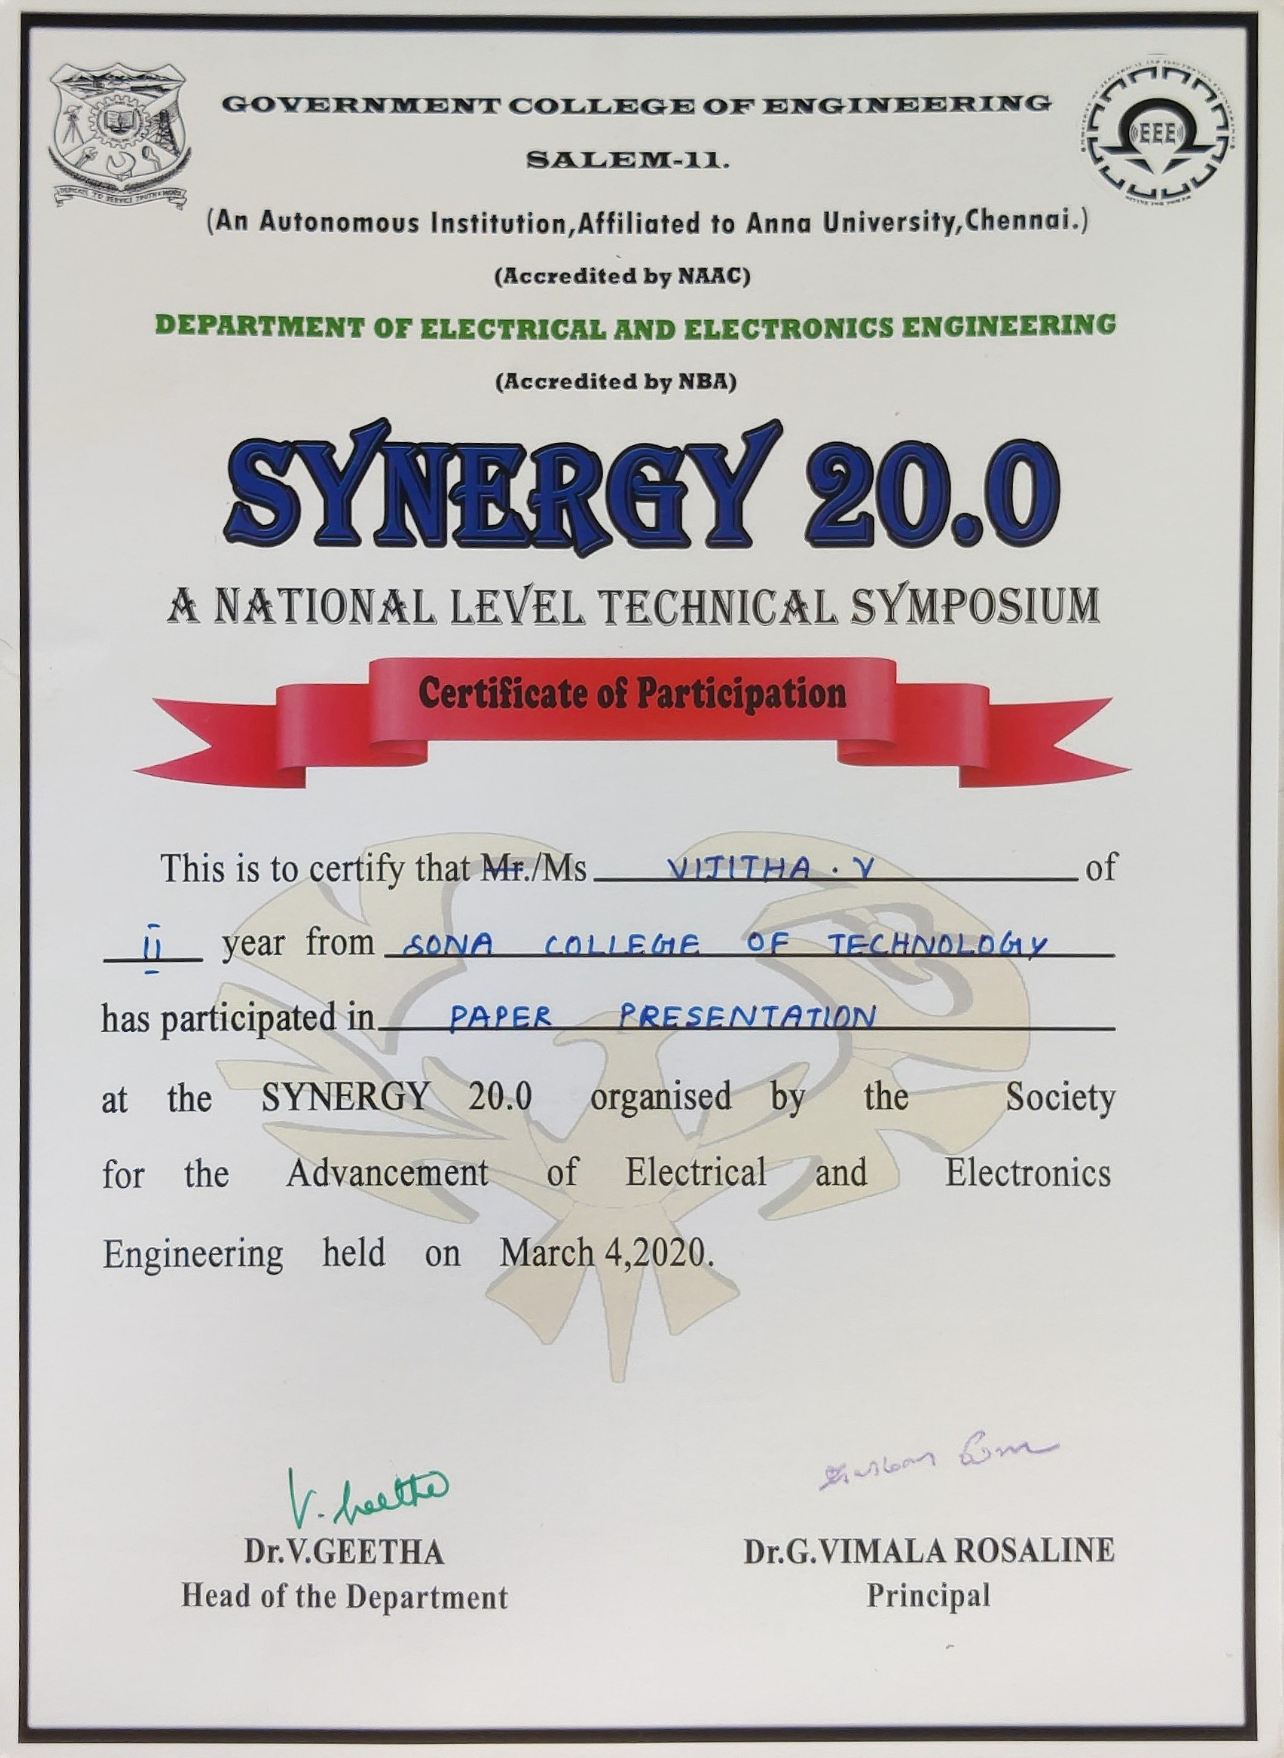 GOVERNMENT COLLEGE OF ENGINEERING
SALEM-11.
(An Autonomous Institution,Affiliated to Anna University,Chennai.)
(Accredited by NAAC)
DEPARTMENT OF ELECTRICAL AND ELECTRONICS ENGINEERING
(Accredited by NBA)
EEE
SYNERGY 20.0
A NATIONAL LEVEL TECHNICAL SYMPOSIUM
Certificate of Participation
This is to certify that Mr./Ms VIJITHA . V of
II year from SONA COLLEGE OF TECHNOLOGY
has participated in PAPER PRESENTATION
at the SYNERGY 20.0 organised by the Society
for the Advancement of Electrical and Electronics
Engineering held on March 4,2020.
V. Geetha
Dr.V.GEETHA
Head of the Department
Dr.G.VIMALA ROSALINE
Principal